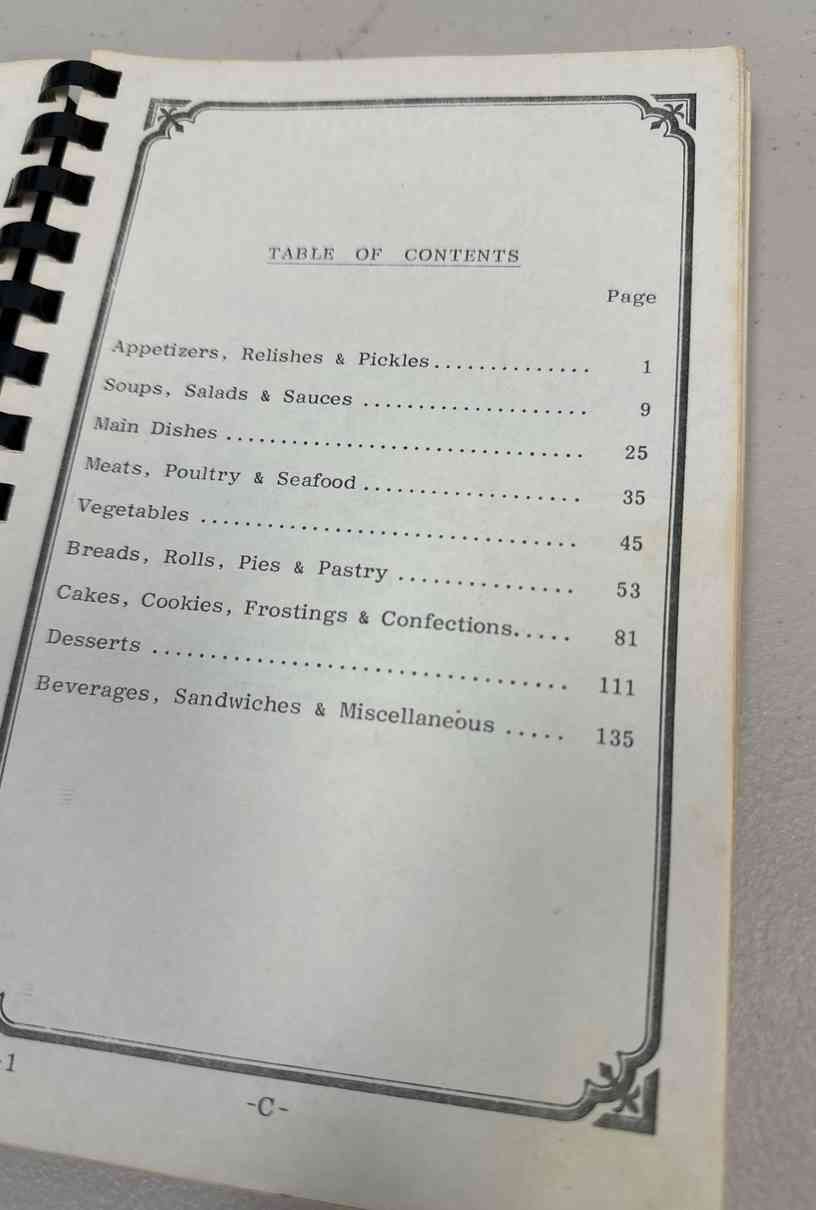 TABLE OF CONTENTS
Page
Appetizers, Relishes & Pickles.............. 1
Soups, Salads & Sauces ..................... 9
Main Dishes ................................. 25
Meats, Poultry & Seafood .................... 35
Vegetables .................................. 45
Breads, Rolls, Pies & Pastry ............... 53
Cakes, Cookies, Frostings & Confections..... 81
Desserts .................................... 111
Beverages, Sandwiches & Miscellaneous ..... 135
-1
-C-